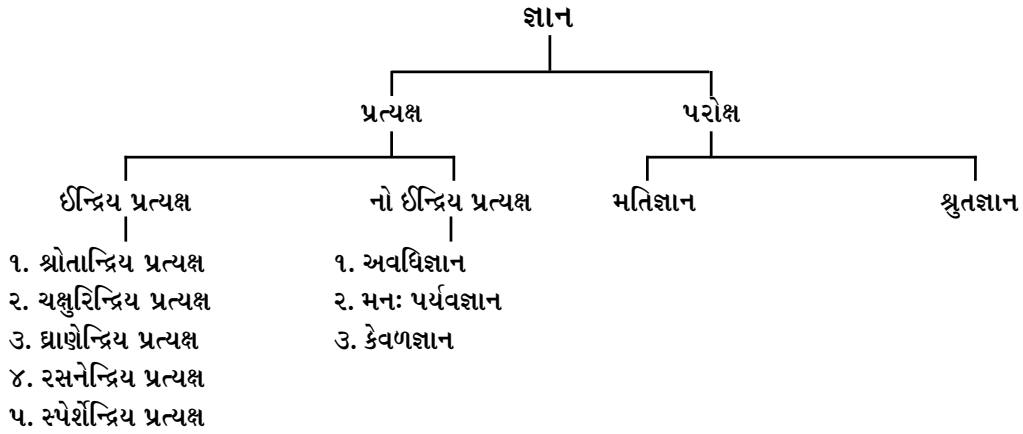 જ્ઞાન
પ્રત્યક્ષ પરોક્ષ
ઈન્દ્રિય પ્રત્યક્ષ નો ઈન્દ્રિય પ્રત્યક્ષ મતિજ્ઞાન શ્રુતજ્ઞાન
૧. શ્રોતાન્દ્રિય પ્રત્યક્ષ
૨. ચક્ષુરિન્દ્રિય પ્રત્યક્ષ
૩. ઘ્રાણેન્દ્રિય પ્રત્યક્ષ
૪. રસનેન્દ્રિય પ્રત્યક્ષ
૫. સ્પેર્શેન્દ્રિય પ્રત્યક્ષ
૧. અવધિજ્ઞાન
૨. મનઃ પર્યવજ્ઞાન
૩. કેવળજ્ઞાન